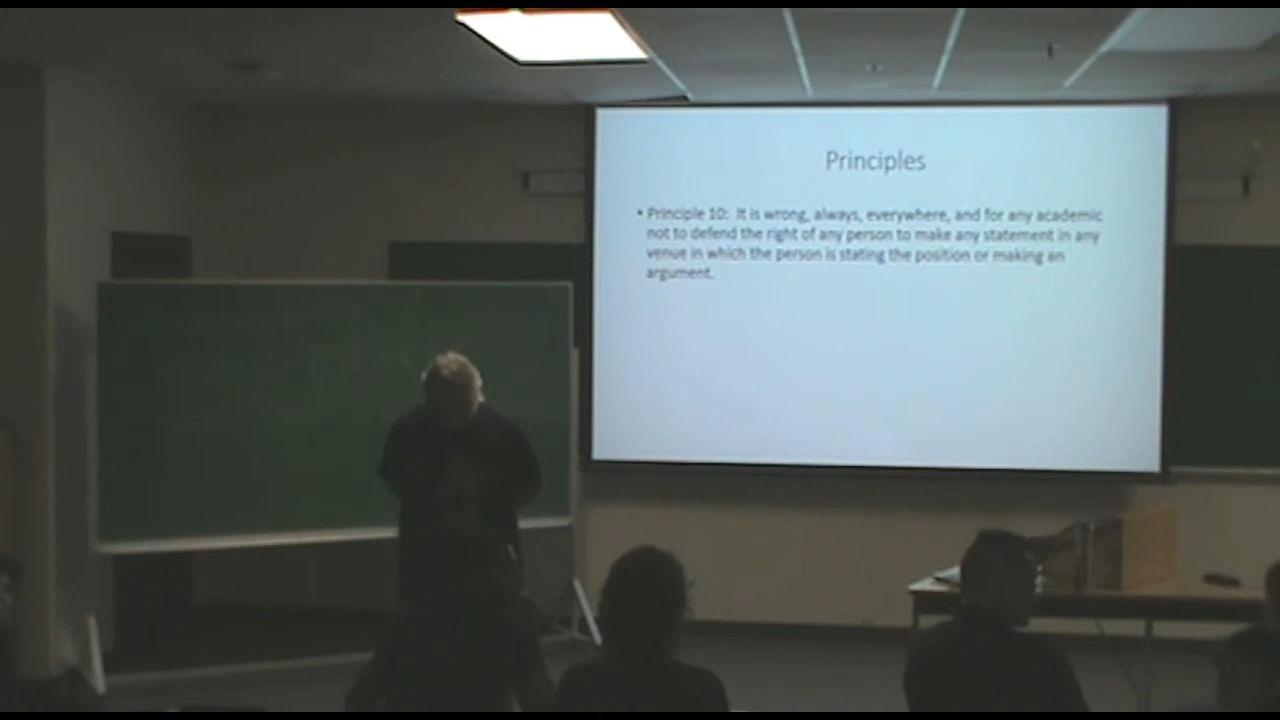 Principles
• Principle 10: It is wrong, always, everywhere, and for any academic
not to defend the right of any person to make any statement in any
venue in which the person is stating the position or making an
argument.